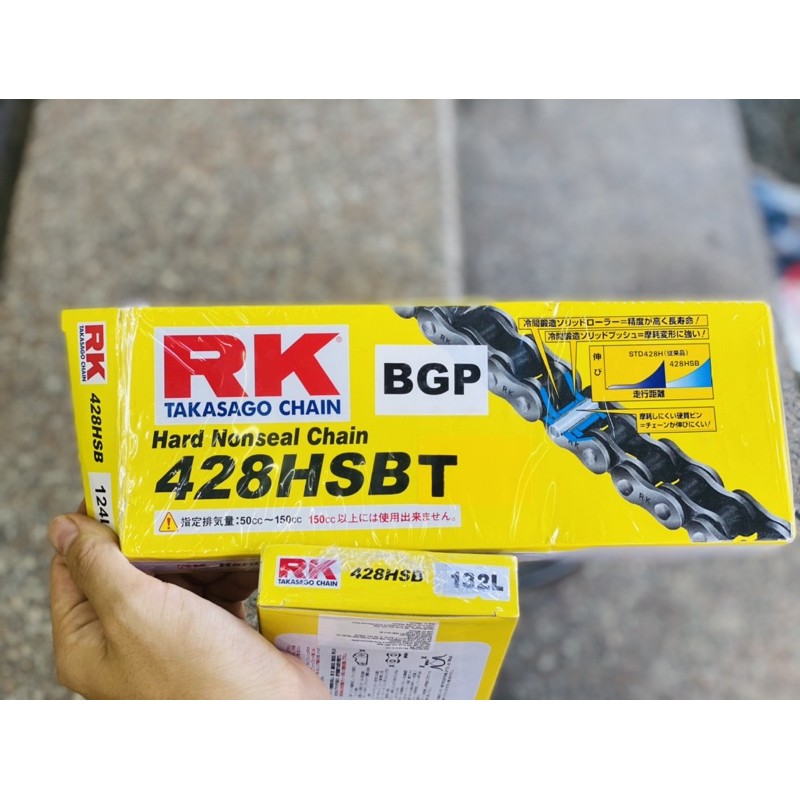 RK
TAKASAGO CHAIN
428HSB
124L
RK
TAKASAGO CHAIN
BGP
Hard Nonseal Chain
428HSBT
指定排気量:50cc~150cc 150cc以上には使用出来ません。
冷間鍛造ソリッドローラー=精度が高く長寿命!
冷間鍛造ソリッドブッシュ=摩耗変形に強い!
伸び
STD428H(従来品)
428HSB
走行距離
摩耗しにくい硬質ピン
=チェーンが伸びにくい!
RK
RK
RK
TAKASAGO CHAIN
428HSB
132L